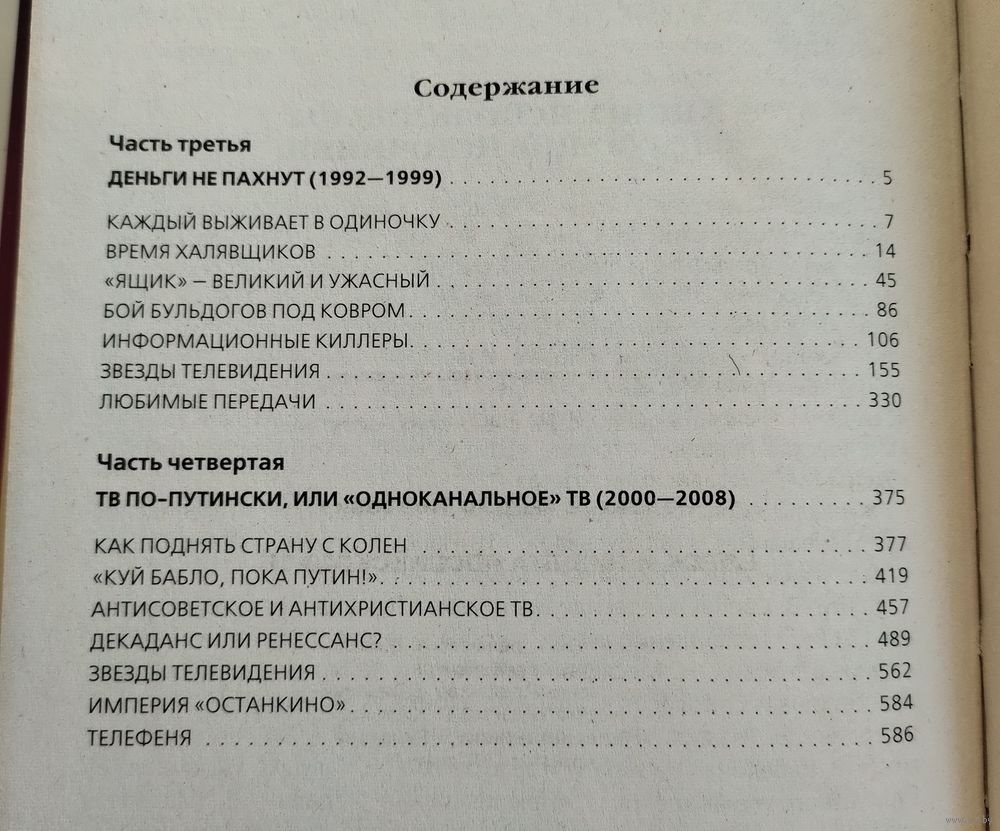 Содержание
Часть третья
ДЕНЬГИ НЕ ПАХНУТ (1992—1999) . . . . . . . . . . . . . . . . . . . . . . . . . . . . . . 5
КАЖДЫЙ ВЫЖИВАЕТ В ОДИНОЧКУ . . . . . . . . . . . . . . . . . . . . . . . . . . . . . . 7
ВРЕМЯ ХАЛЯВЩИКОВ . . . . . . . . . . . . . . . . . . . . . . . . . . . . . . 14
«ЯЩИК» – ВЕЛИКИЙ И УЖАСНЫЙ . . . . . . . . . . . . . . . . . . . . . . . . . . . . . . 45
БОЙ БУЛЬДОГОВ ПОД КОВРОМ . . . . . . . . . . . . . . . . . . . . . . . . . . . . . . 86
ИНФОРМАЦИОННЫЕ КИЛЛЕРЫ . . . . . . . . . . . . . . . . . . . . . . . . . . . . . . 106
ЗВЕЗДЫ ТЕЛЕВИДЕНИЯ . . . . . . . . . . . . . . . . . . . . . . . . . . . . . . 155
ЛЮБИМЫЕ ПЕРЕДАЧИ . . . . . . . . . . . . . . . . . . . . . . . . . . . . . . 330
Часть четвертая
ТВ ПО-ПУТИНСКИ, ИЛИ «ОДНОКАНАЛЬНОЕ» ТВ (2000—2008) . . . . . . . . . . 375
КАК ПОДНЯТЬ СТРАНУ С КОЛЕН . . . . . . . . . . . . . . . . . . . . . . . . . . . . . . 377
«КУЙ БАБЛО, ПОКА ПУТИН!» . . . . . . . . . . . . . . . . . . . . . . . . . . . . . . 419
АНТИСОВЕТСКОЕ И АНТИХРИСТИАНСКОЕ ТВ . . . . . . . . . . . . . . . . . . . . 457
ДЕКАДАНС ИЛИ РЕНЕССАНС? . . . . . . . . . . . . . . . . . . . . . . . . . . . . . . 489
ЗВЕЗДЫ ТЕЛЕВИДЕНИЯ . . . . . . . . . . . . . . . . . . . . . . . . . . . . . . 562
ИМПЕРИЯ «ОСТАНКИНО» . . . . . . . . . . . . . . . . . . . . . . . . . . . . . . 584
ТЕЛЕФЕНЯ . . . . . . . . . . . . . . . . . . . . . . . . . . . . . . 586